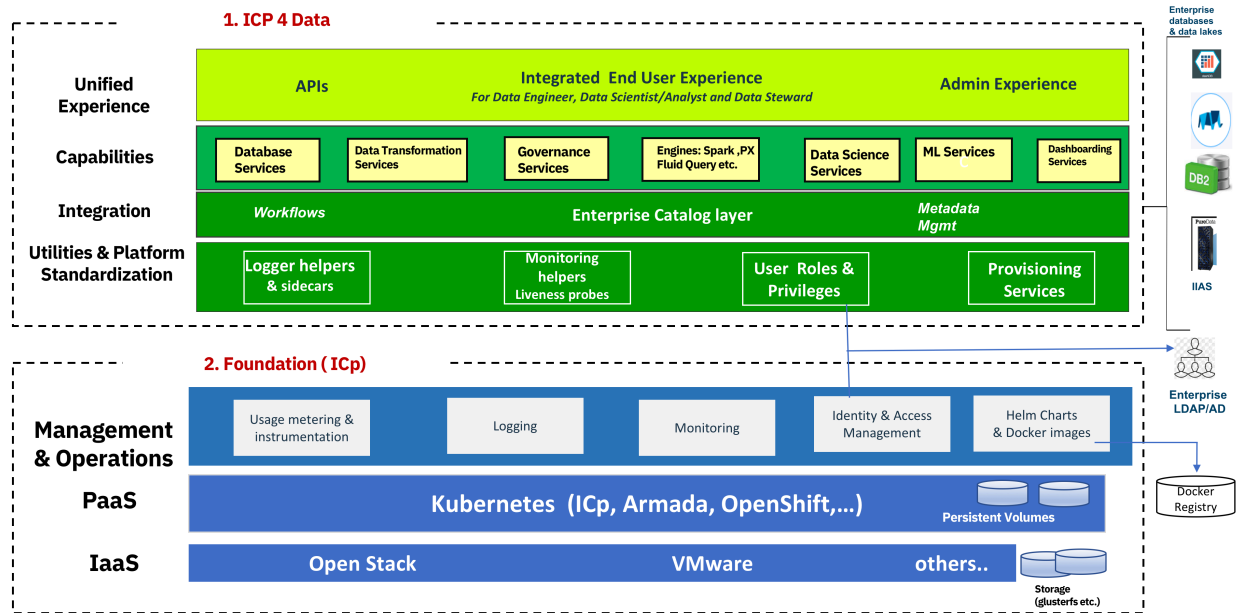 1. ICP 4 Data
Enterprise
databases
& data lakes
Unified
Experience
APIs
Integrated End User Experience
For Data Engineer, Data Scientist/Analyst and Data Steward
Admin Experience
Capabilities
Database
Services
Data Transformation
Services
Governance
Services
Engines: Spark ,PX
Fluid Query etc.
Data Science
Services
ML Services
Dashboarding
Services
DB2
Integration
Workflows
Enterprise Catalog layer
Metadata
Mgmt
PureData
Utilities & Platform
Standardization
Logger helpers
& sidecars
Monitoring
helpers
Liveness probes
User Roles &
Privileges
Provisioning
Services
IIAS
2. Foundation ( ICp)
Enterprise
LDAP/AD
Management
& Operations
Usage metering &
instrumentation
Logging
Monitoring
Identity & Access
Management
Helm Charts
& Docker images
PaaS
Kubernetes (ICp, Armada, OpenShift,...)
Persistent Volumes
Docker
Registry
IaaS
Open Stack
VMware
others..
Storage
(glusterfs etc.)